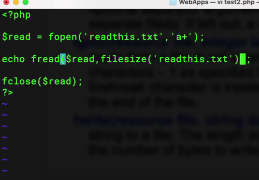 WebApps — vi test2.php —
<?php
$read = fopen('readthis.txt','a+');
echo fread($read,filesize('readthis.txt'));
fclose($read);
?>
~
~
~
~
~
~
~